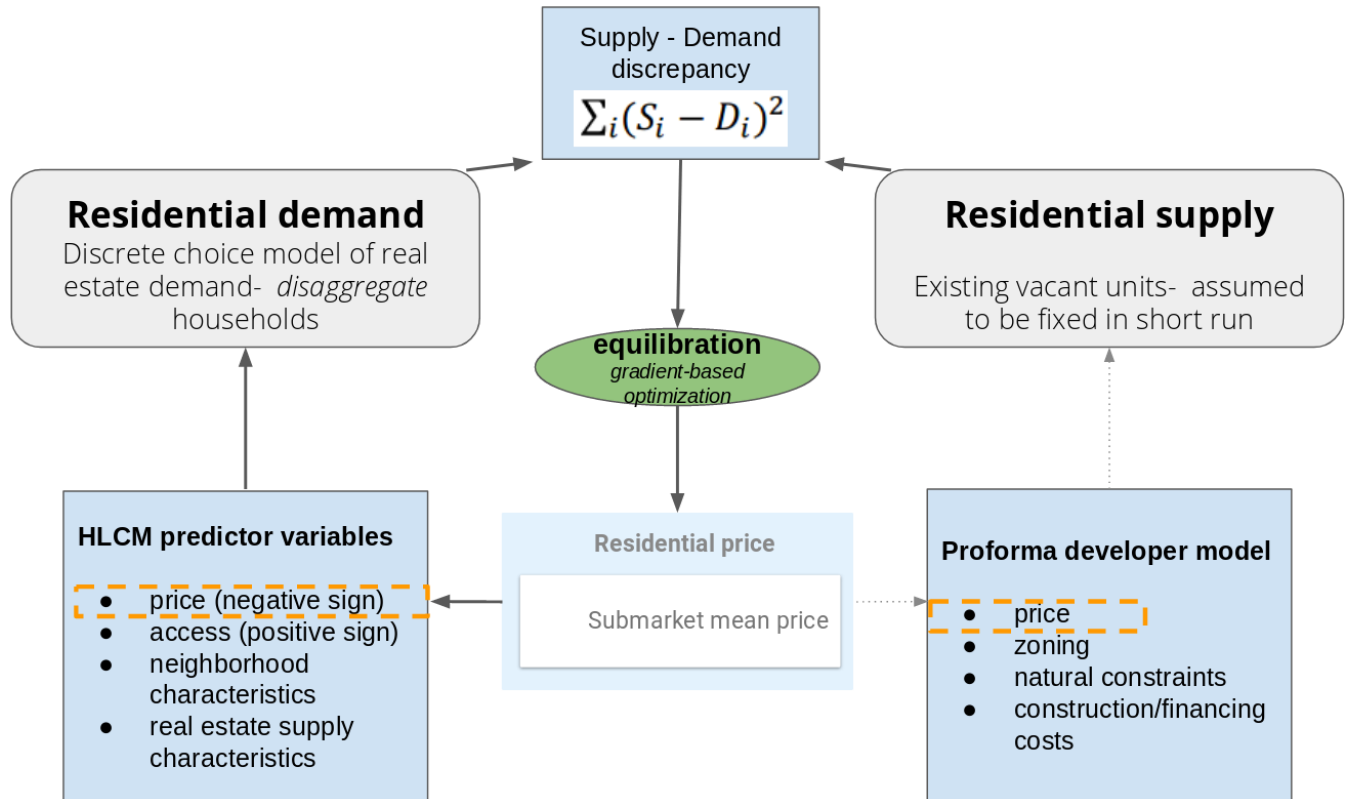 Supply - Demand
discrepancy
∑ᵢ(Sᵢ − Dᵢ)²
Residential demand
Discrete choice model of real
estate demand- disaggregate
households
Residential supply
Existing vacant units- assumed
to be fixed in short run
equilibration
gradient-based
optimization
HLCM predictor variables
● price (negative sign)
● access (positive sign)
● neighborhood
characteristics
● real estate supply
characteristics
Residential price
Submarket mean price
Proforma developer model
● price
● zoning
● natural constraints
● construction/financing
costs